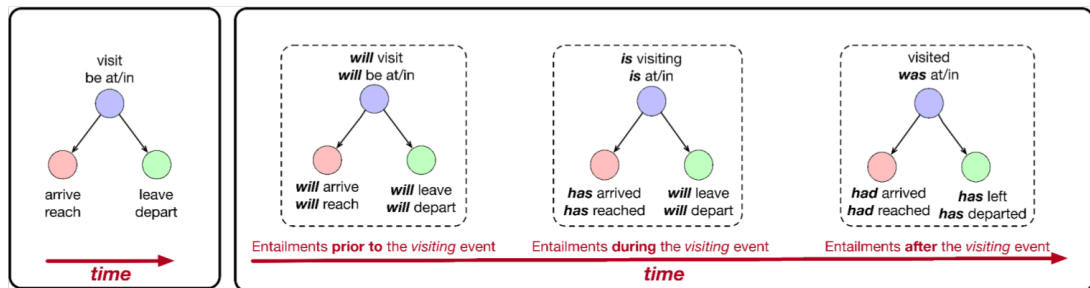 visit
be at/in
arrive
reach
leave
depart
time
will visit
will be at/in
will arrive
will reach
will leave
will depart
Entailments prior to the visiting event
is visiting
is at/in
has arrived
has reached
will leave
will depart
Entailments during the visiting event
visited
was at/in
had arrived
had reached
has left
has departed
Entailments after the visiting event
time